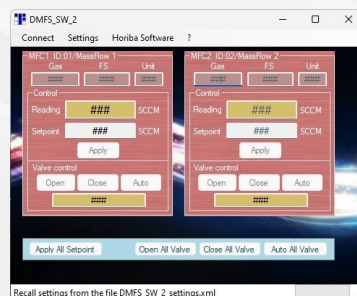 DMFS_SW_2
Connect Settings Horiba Software ?
MFC1 ID 01/MassFlow 1
Gas FS Unit
### ### ###
Control
Reading ### SCCM
Setpoint ### SCCM
Apply
Valve control
Open Close Auto
###
MFC2 ID 02/MassFlow 2
Gas FS Unit
### ### ###
Control
Reading ### SCCM
Setpoint ### SCCM
Apply
Valve control
Open Close Auto
###
Apply All Setpoint Open All Valve Close All Valve Auto All Valve
Recall settings from the file DMFS_SW_2_settings.xml